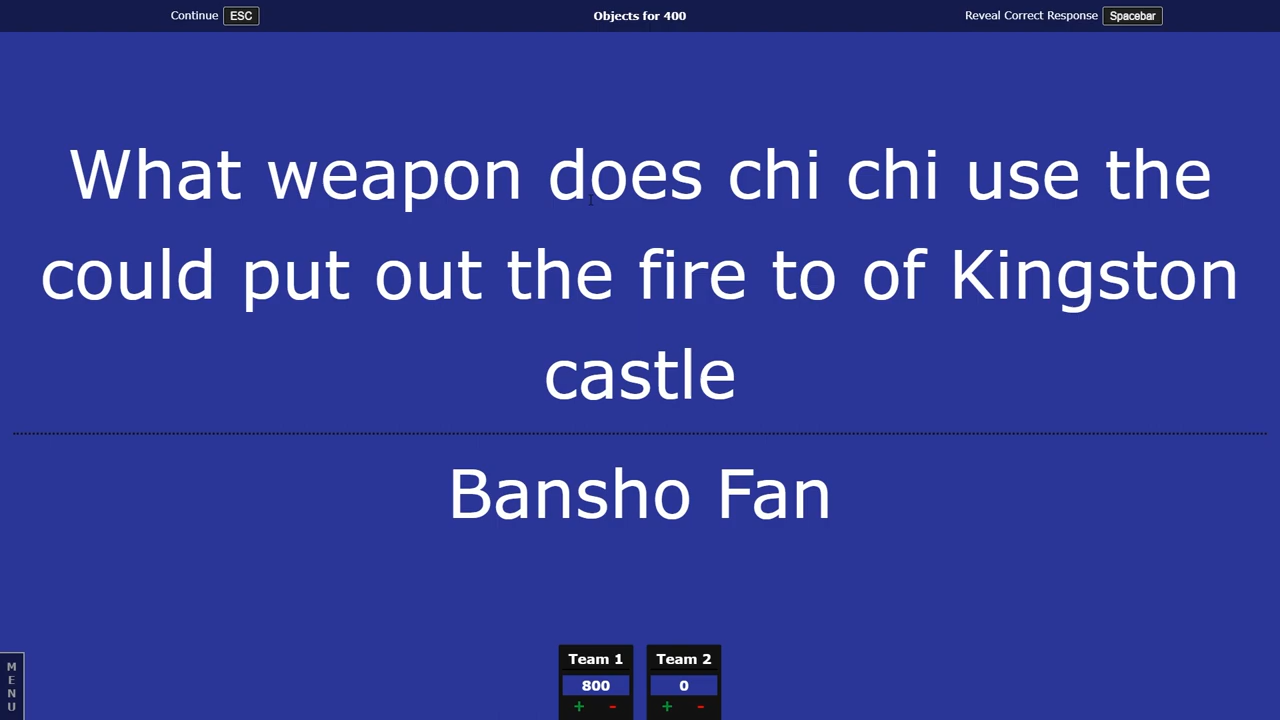 Continue ESC Objects for 400 Reveal Correct Response Spacebar
What weapon does chi chi use the
could put out the fire to of Kingston
castle
Bansho Fan
MENU
Team 1 Team 2
800 0
+ - + -